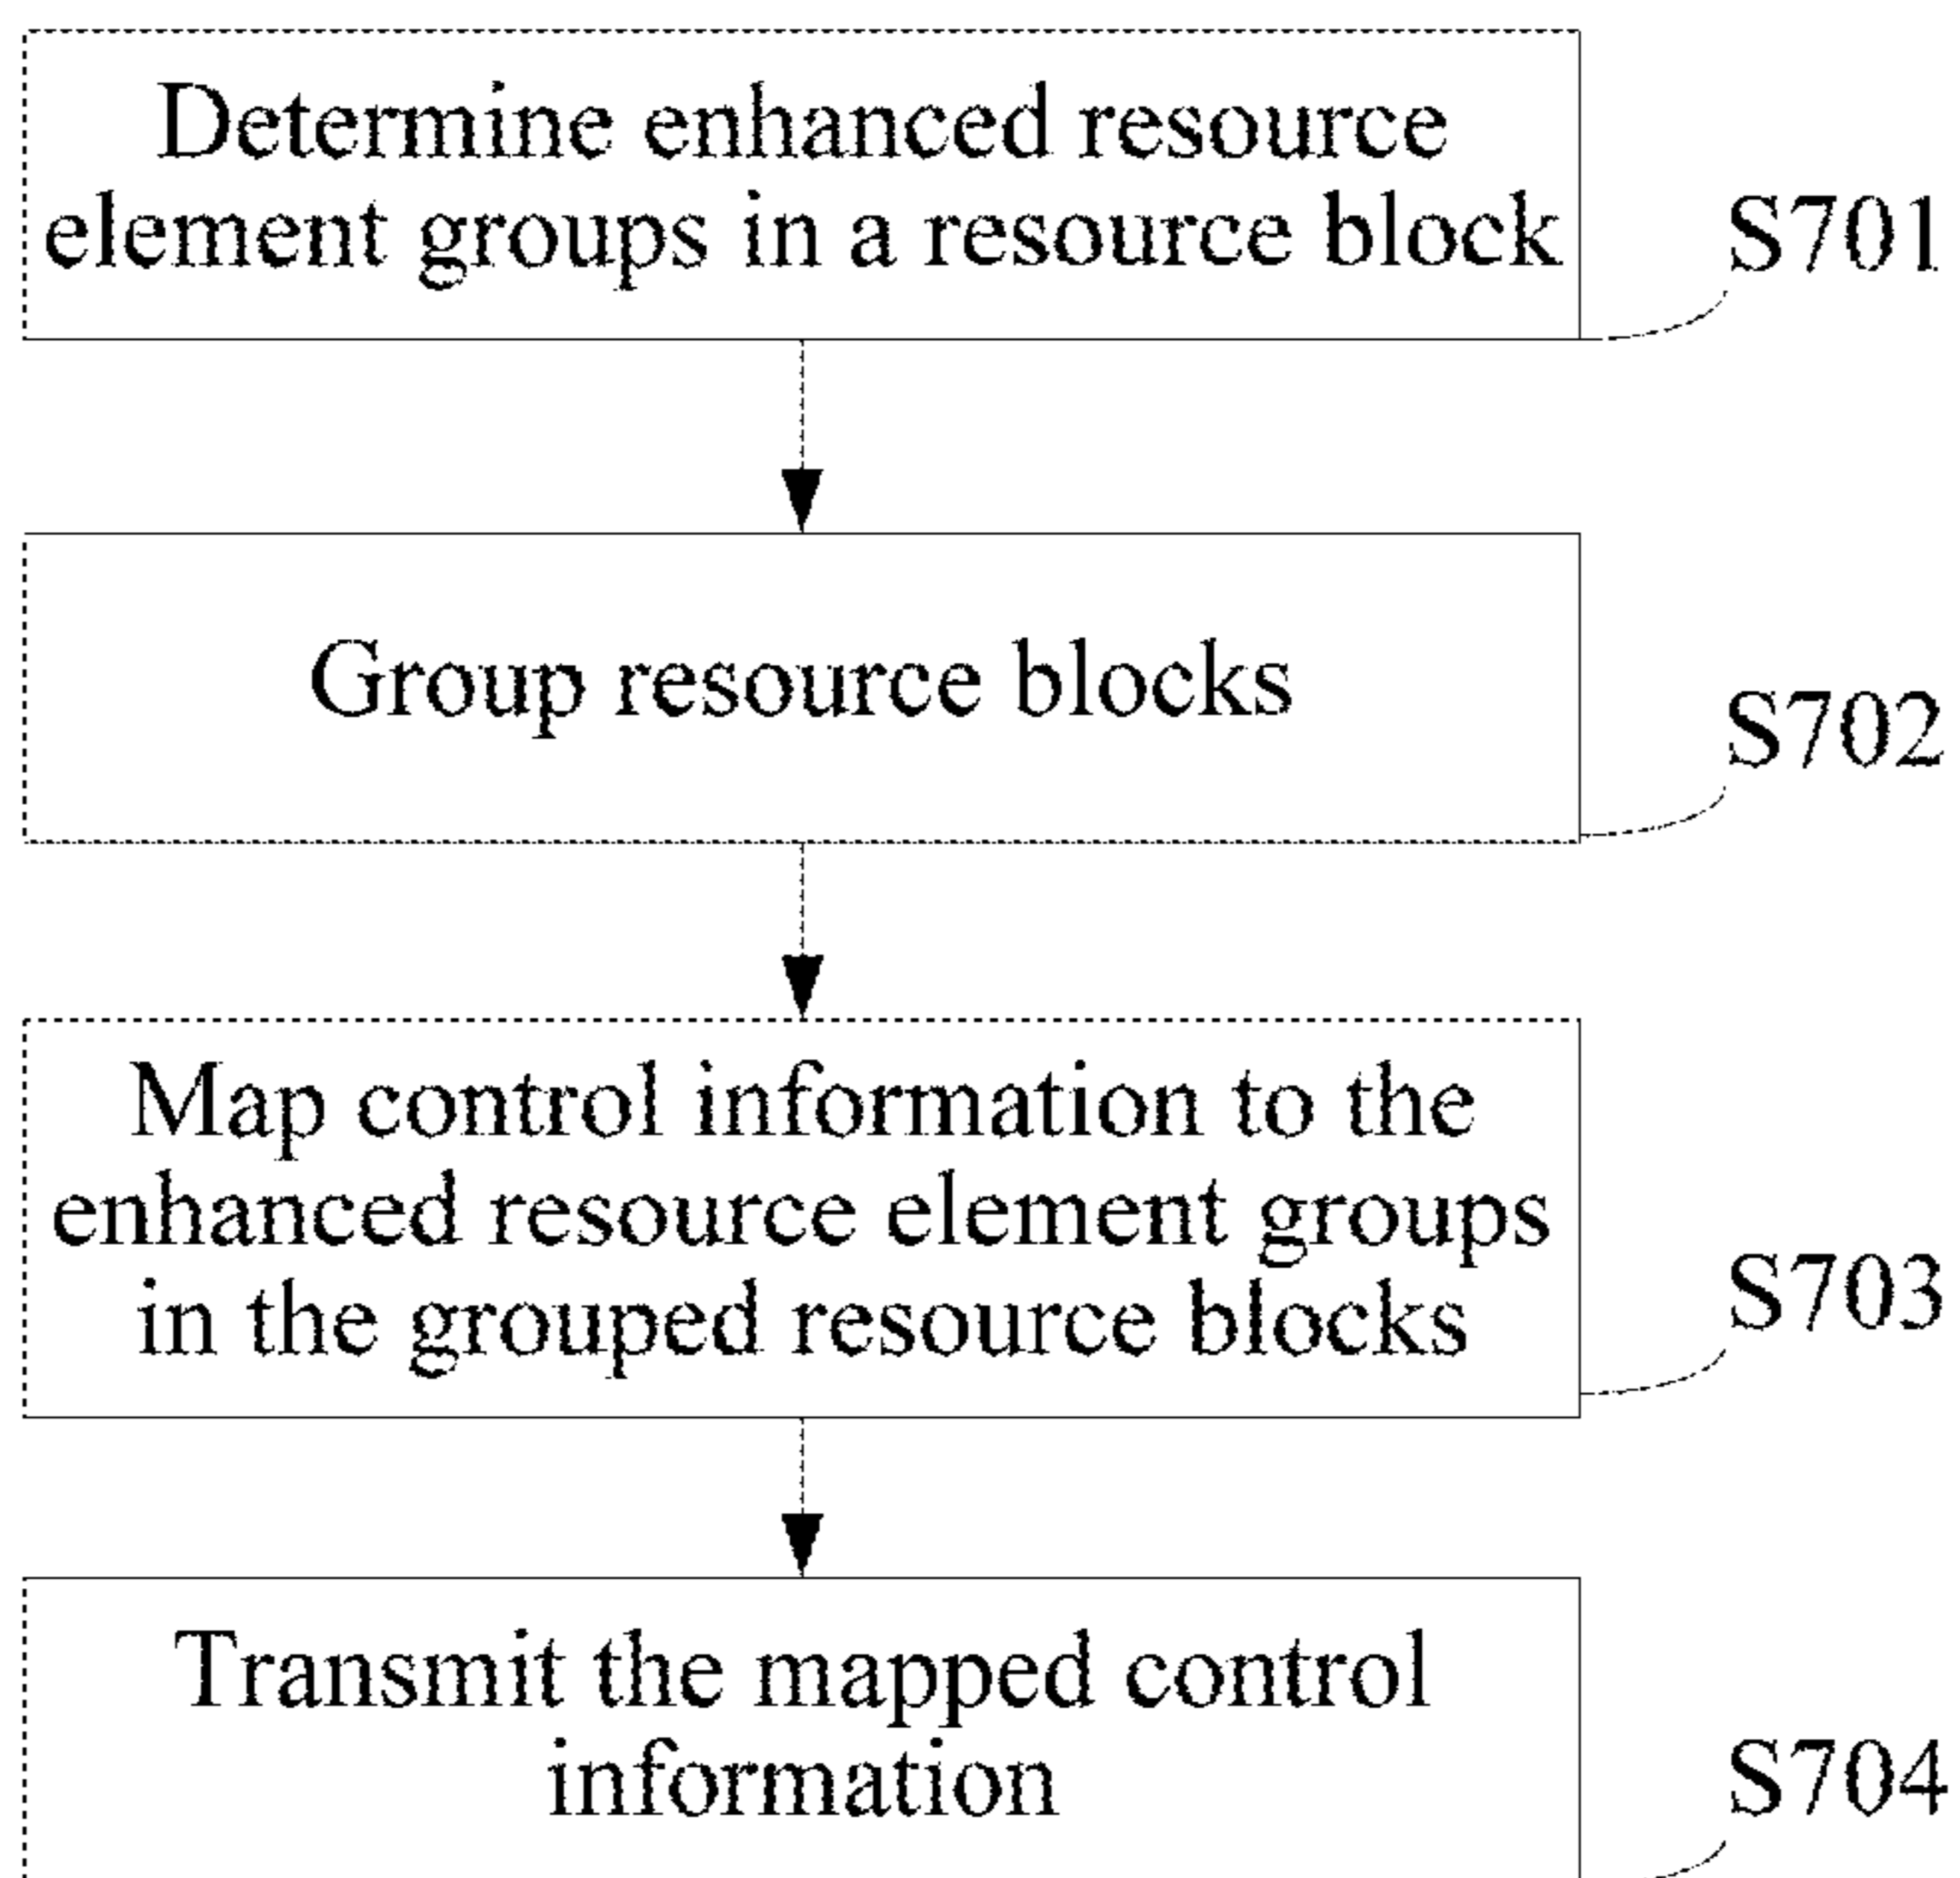 Determine enhanced resource
element groups in a resource block
S701
Group resource blocks
S702
Map control information to the
enhanced resource element groups
in the grouped resource blocks
S703
Transmit the mapped control
information
S704